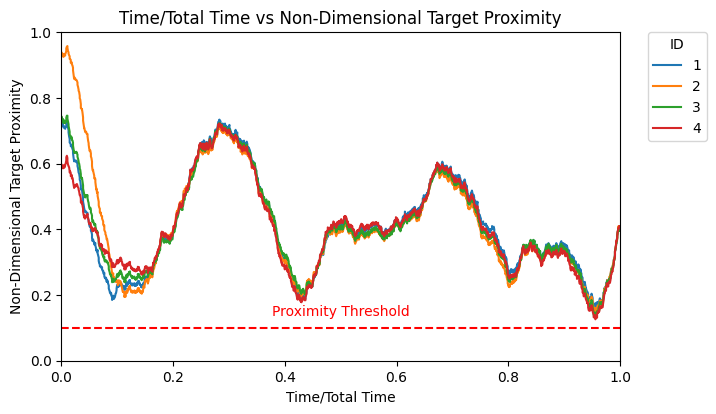 Time/Total Time vs Non-Dimensional Target Proximity
ID
1
2
3
4
Non-Dimensional Target Proximity
1.0
0.8
0.6
0.4
0.2
0.0
Proximity Threshold
0.0 0.2 0.4 0.6 0.8 1.0
Time/Total Time